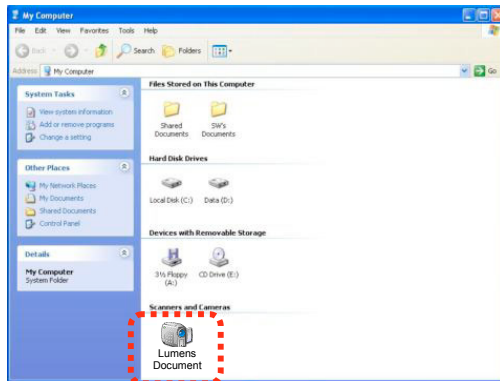 My Computer
File Edit View Favorites Tools Help
Back Search Folders
Address My Computer Go
System Tasks
View system information
Add or remove programs
Change a setting
Other Places
My Network Places
My Documents
Shared Documents
Control Panel
Details
My Computer
System Folder
Files Stored on This Computer
Shared Documents
SW's Documents
Hard Disk Drives
Local Disk (C:) Data (D:)
Devices with Removable Storage
3½ Floppy (A:)
CD Drive (E:)
Scanners and Cameras
Lumens
Document